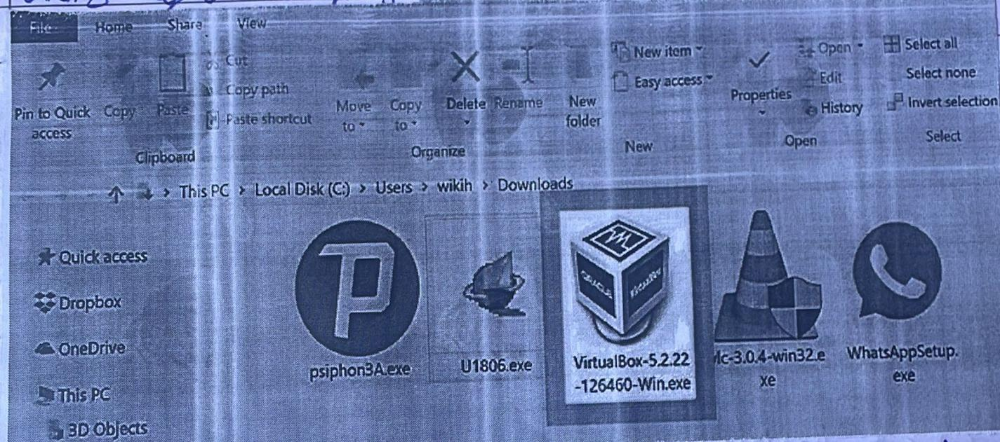 File Home Share View
Pin to Quick access
Copy
Paste
Cut
Copy path
Paste shortcut
Clipboard
Move to
Copy to
Delete
Rename
New folder
Organize
New item
Easy access
New
Properties
Open
Edit
History
Open
Select all
Select none
Invert selection
Select
> This PC > Local Disk (C:) > Users > wikih > Downloads
Quick access
Dropbox
OneDrive
This PC
3D Objects
psiphon3A.exe
U1806.exe
ORACLE VirtualBox
VirtualBox-5.2.22
-126460-Win.exe
vlc-3.0.4-win32.e
xe
WhatsAppSetup.
exe